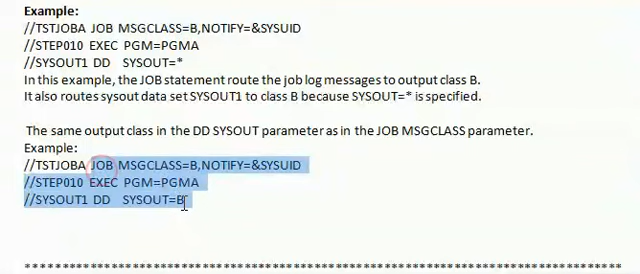 Example:
//TSTJOBA JOB MSGCLASS=B,NOTIFY=&SYSUID
//STEP010 EXEC PGM=PGMA
//SYSOUT1 DD SYSOUT=*
In this example, the JOB statement route the job log messages to output class B.
It also routes sysout data set SYSOUT1 to class B because SYSOUT=* is specified.
The same output class in the DD SYSOUT parameter as in the JOB MSGCLASS parameter.
Example:
//TSTJOBA JOB MSGCLASS=B,NOTIFY=&SYSUID
//STEP010 EXEC PGM=PGMA
//SYSOUT1 DD SYSOUT=B
*******************************************************************************